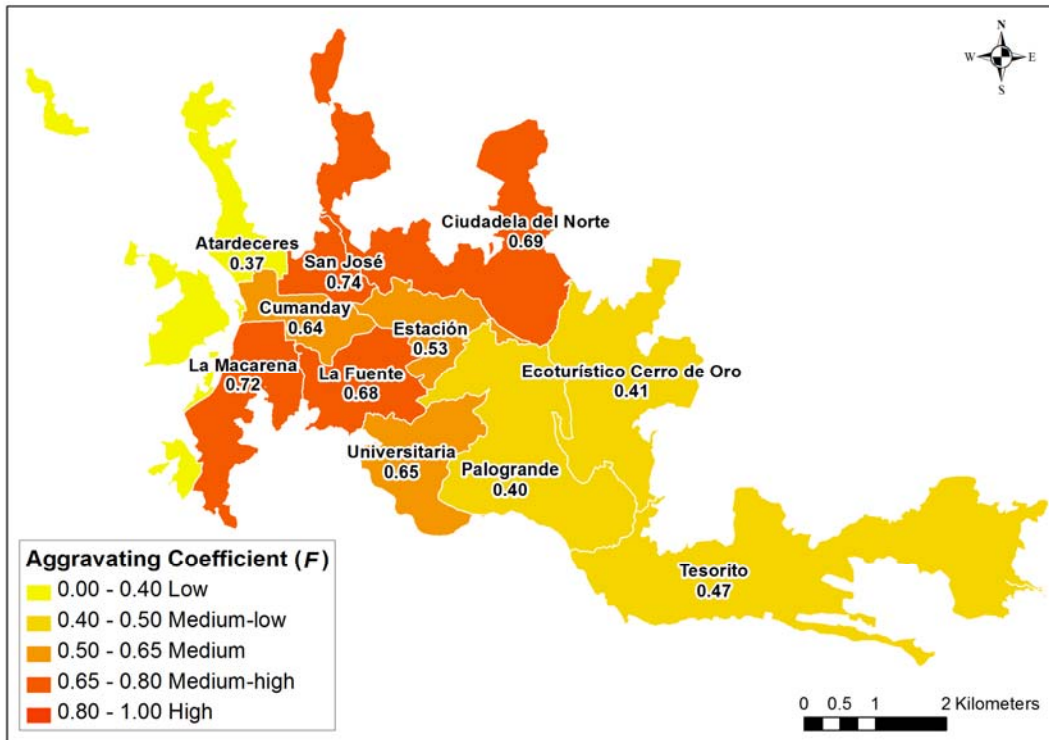 N
W E
S
Ciudadela del Norte
0.69
Atardeceres
0.37
San José
0.74
Cumanday
0.64
Estación
0.53
La Macarena
0.72
La Fuente
0.68
Ecoturístico Cerro de Oro
0.41
Universitaria
0.65
Palogrande
0.40
Tesorito
0.47
Aggravating Coefficient (F)
0.00 - 0.40 Low
0.40 - 0.50 Medium-low
0.50 - 0.65 Medium
0.65 - 0.80 Medium-high
0.80 - 1.00 High
0 0.5 1 2 Kilometers